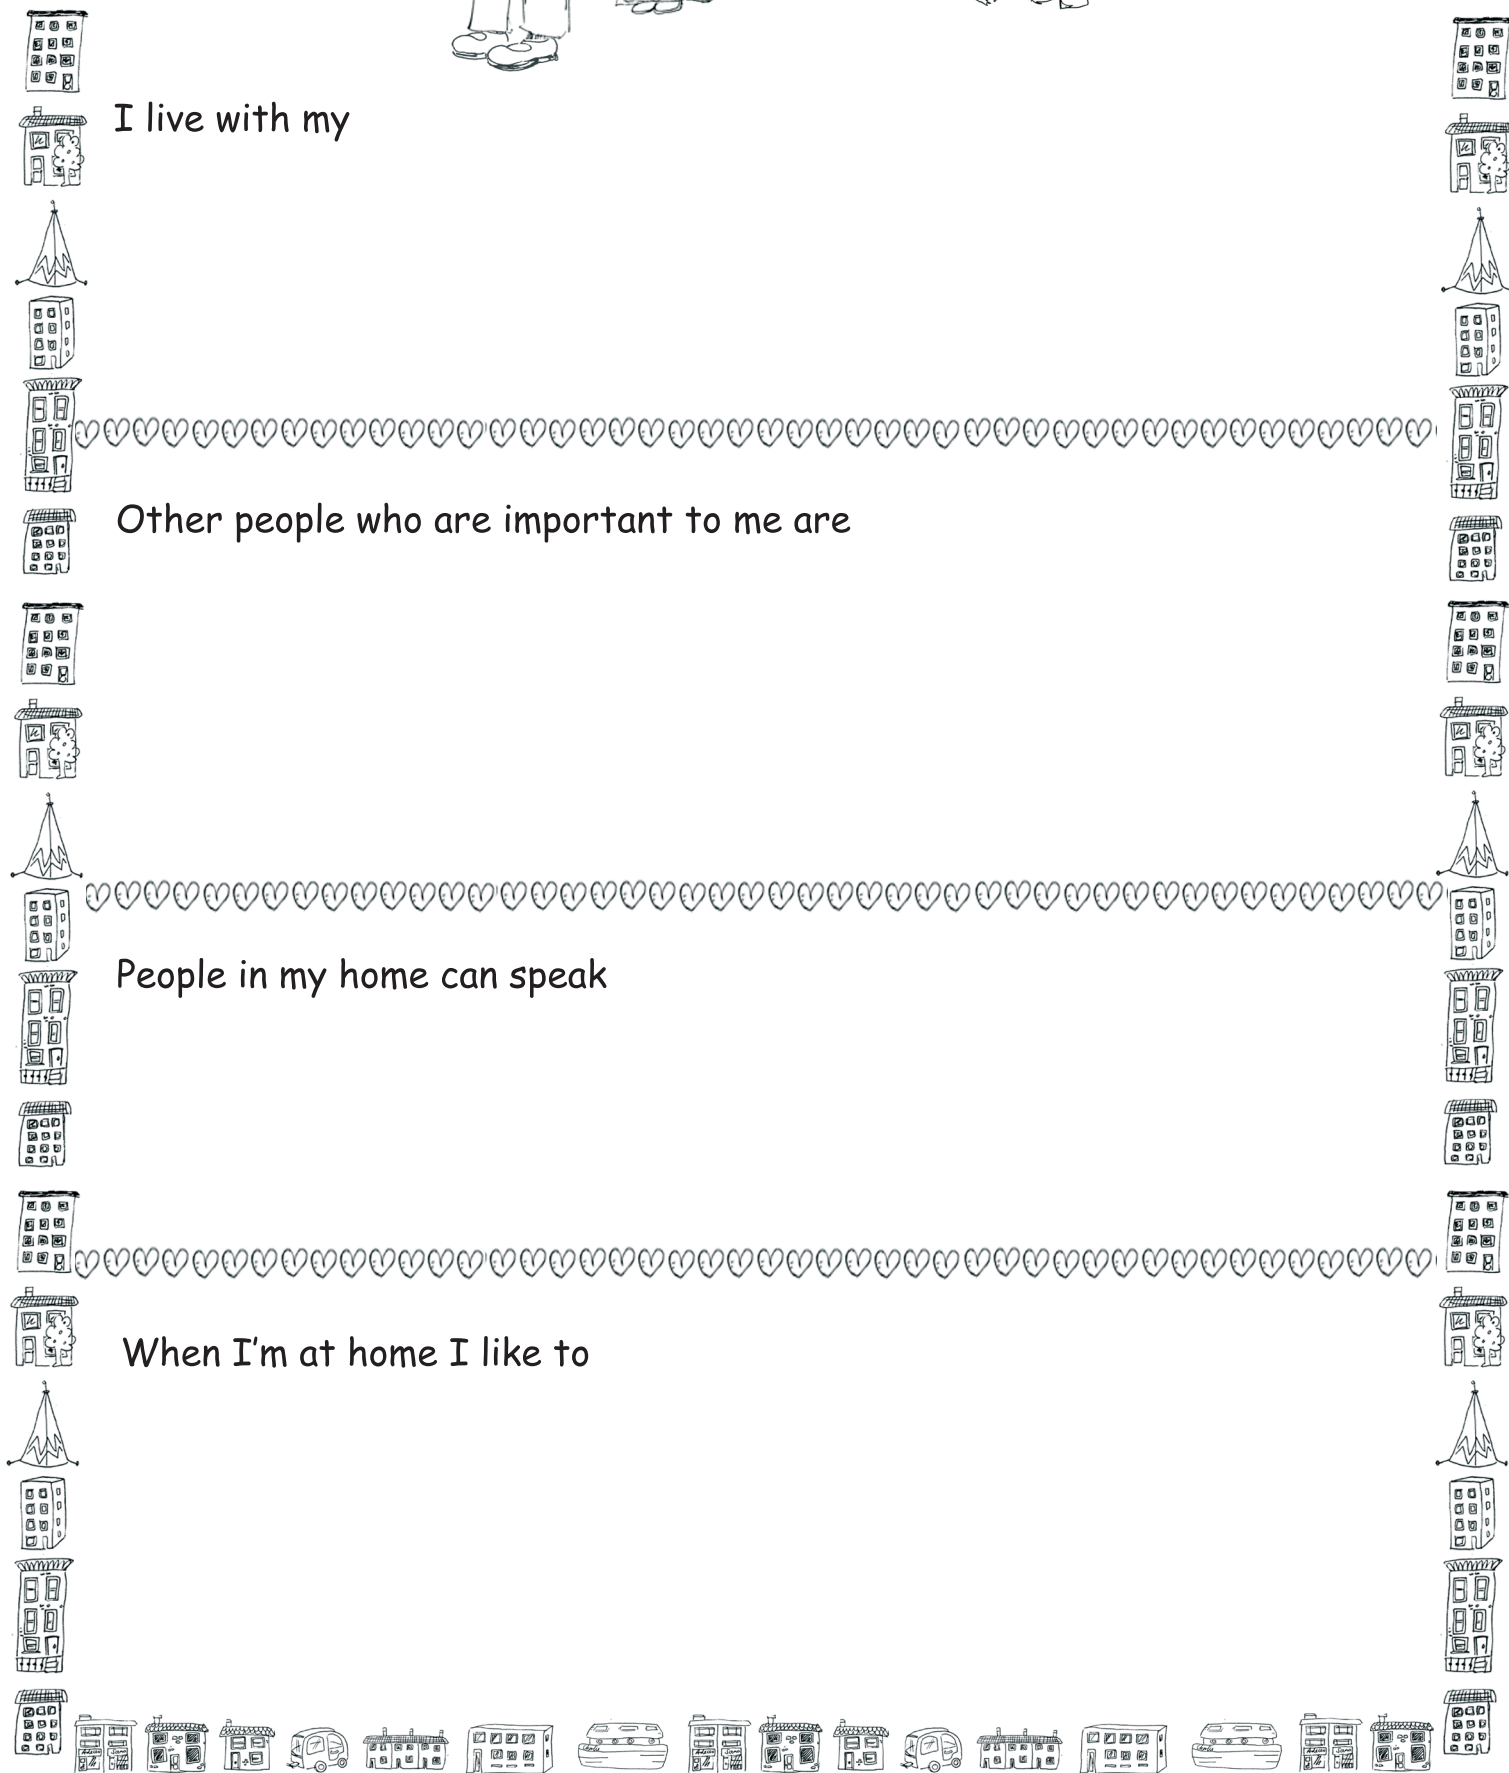 I live with my
Other people who are important to me are
People in my home can speak
When I'm at home I like to